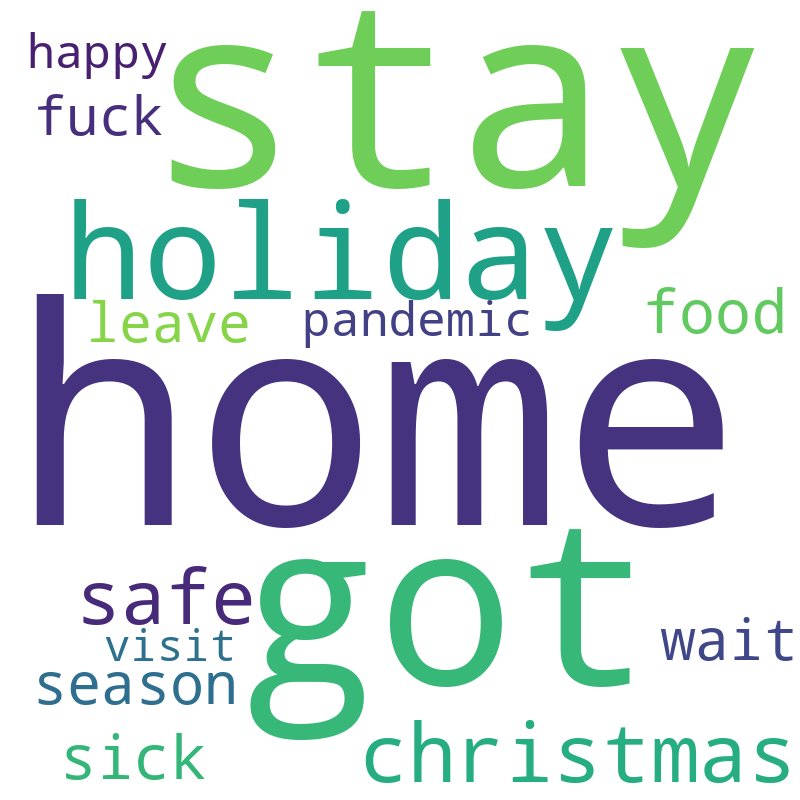 happy
stay
fuck
holiday
leave
pandemic
food
home
got
safe
visit
wait
season
sick
christmas